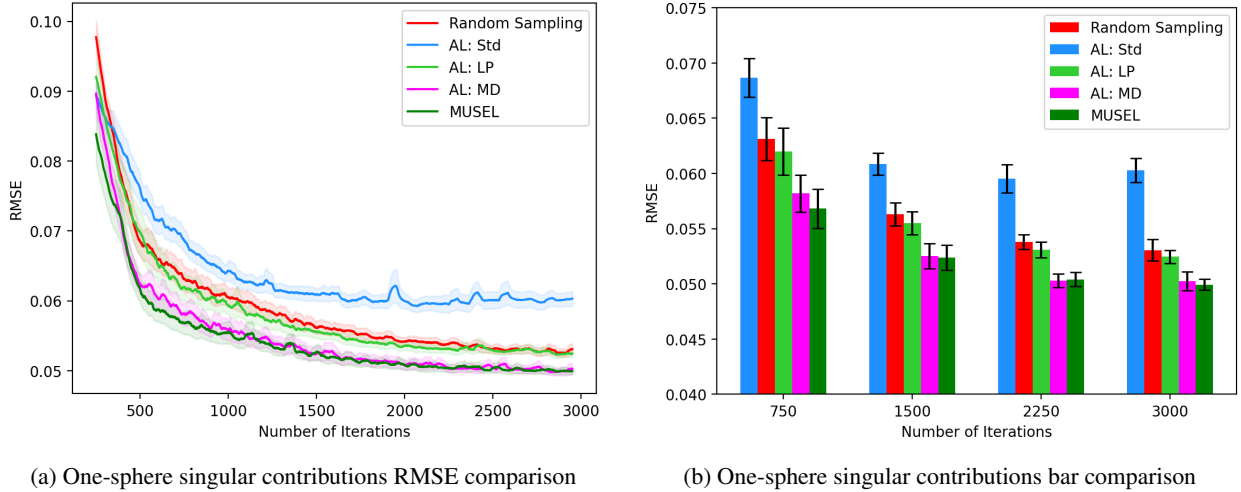 0.10
0.09
0.08
0.07
0.06
0.05
RMSE
500
1000
1500
2000
2500
3000
Number of Iterations
Random Sampling
AL: Std
AL: LP
AL: MD
MUSEL
(a) One-sphere singular contributions RMSE comparison
0.075
0.070
0.065
0.060
0.055
0.050
0.045
0.040
RMSE
750
1500
2250
3000
Number of Iterations
Random Sampling
AL: Std
AL: LP
AL: MD
MUSEL
(b) One-sphere singular contributions bar comparison